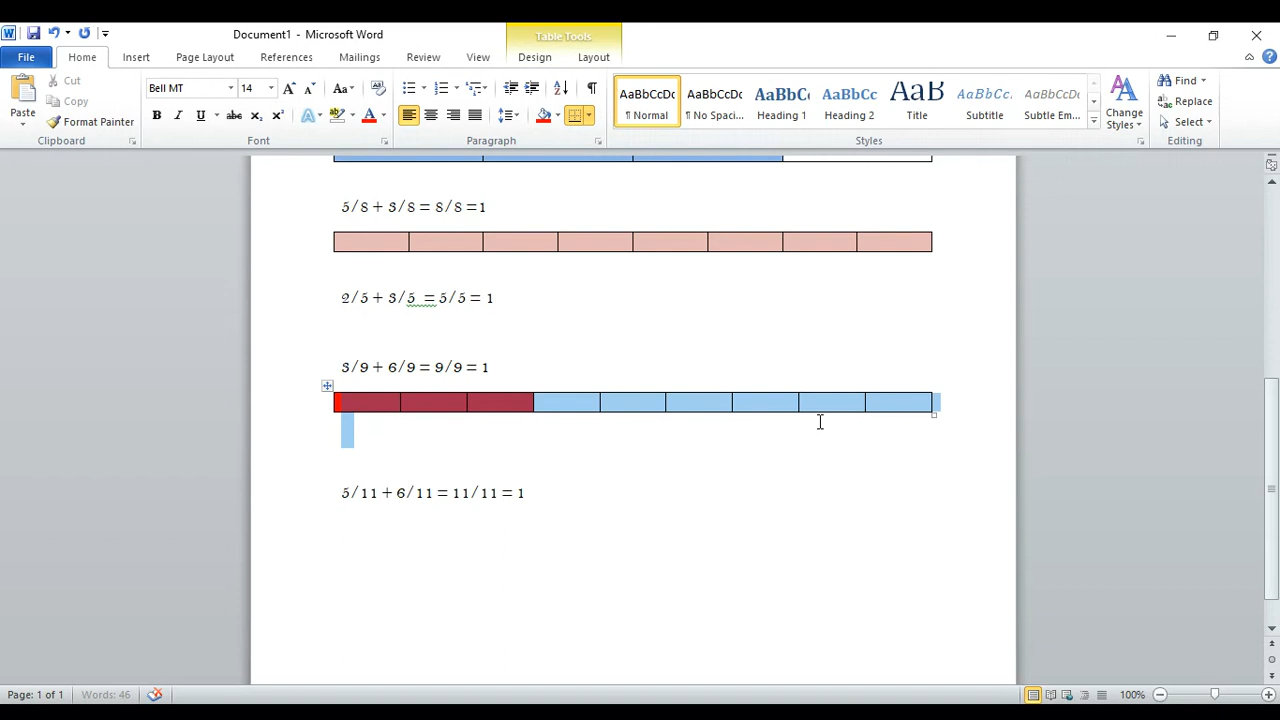 Document1 - Microsoft Word
Table Tools
File Home Insert Page Layout References Mailings Review View Design Layout
Paste
Cut
Copy
Format Painter
Clipboard
Bell MT 14
Font
Paragraph
AaBbCcDc AaBbCcDc AaBbCc AaBbCc AaB AaBbCc. AaBbCcDc
¶ Normal ¶ No Spaci... Heading 1 Heading 2 Title Subtitle Subtle Em...
Styles
Change Styles
Find
Replace
Select
Editing
5/8 + 3/8 = 8/8 =1
2/5 + 3/5 = 5/5 = 1
3/9 + 6/9 = 9/9 = 1
5/11 + 6/11 = 11/11 = 1
Page: 1 of 1 Words: 46 100%